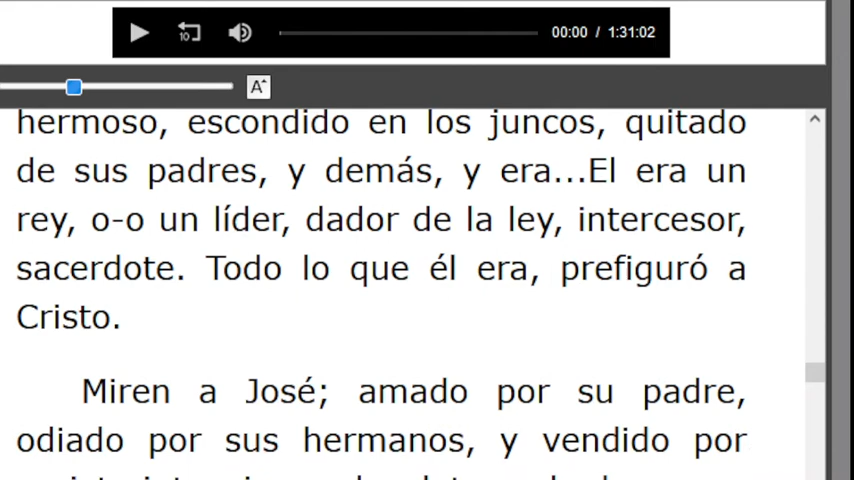 10
00:00 / 1:31:02
A
hermoso, escondido en los juncos, quitado
de sus padres, y demás, y era...El era un
rey, o-o un líder, dador de la ley, intercesor,
sacerdote. Todo lo que él era, prefiguró a
Cristo.
Miren a José; amado por su padre,
odiado por sus hermanos, y vendido por